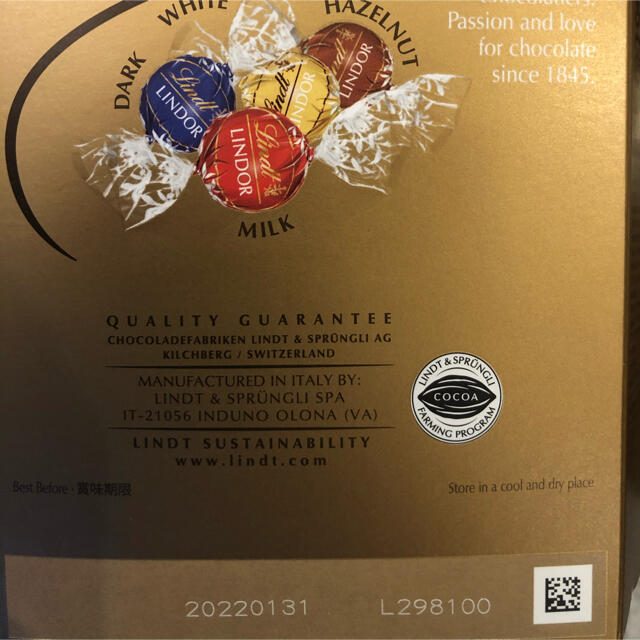 chocolatiers.
Passion and love
for chocolate
since 1845.
DARK
WHITE
HAZELNUT
Lindt
LINDOR
Lindt
LINDOR
LINDOR
Lindt
LINDOR
MILK
QUALITY GUARANTEE
CHOCOLADEFABRIKEN LINDT & SPRÜNGLI AG
KILCHBERG / SWITZERLAND
MANUFACTURED IN ITALY BY:
LINDT & SPRÜNGLI SPA
IT-21056 INDUNO OLONA (VA)
LINDT SUSTAINABILITY
www.lindt.com
LINDT & SPRÜNGLI
COCOA
FARMING PROGRAM
Best Before · 賞味期限
Store in a cool and dry place
20220131 L298100